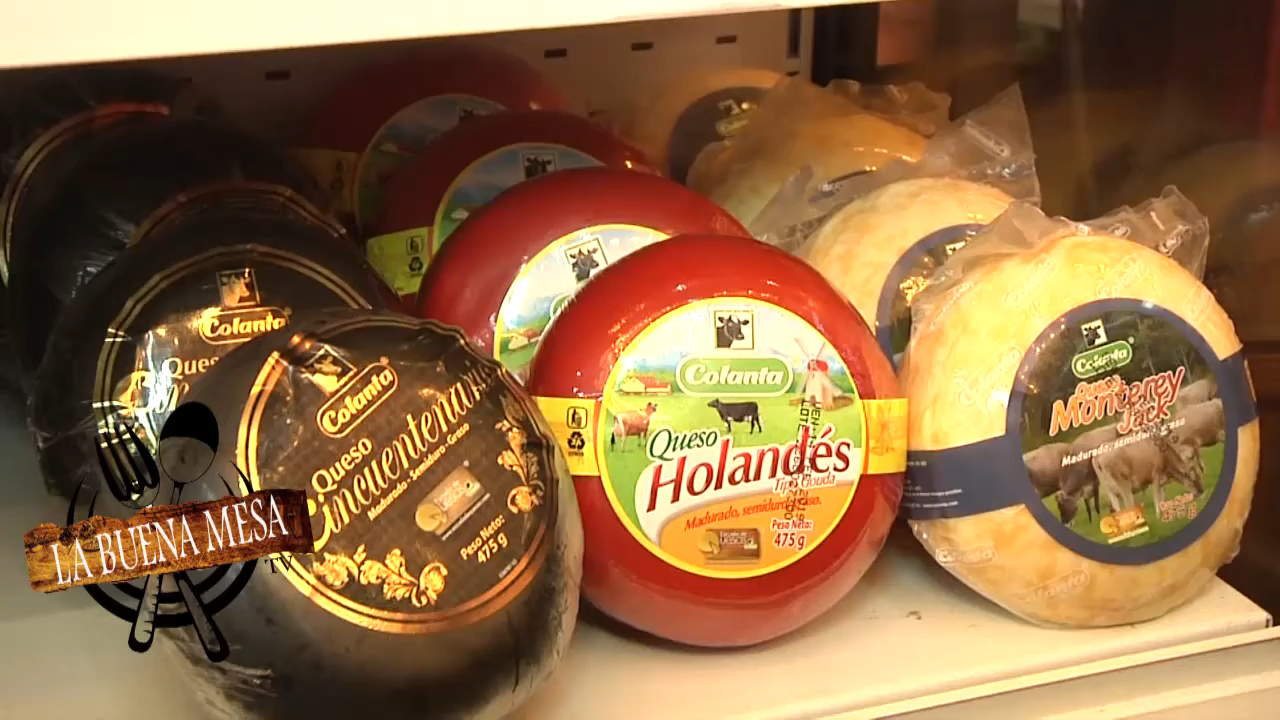 Colanta
Queso
Colanta
Queso
Cincuentenario
Madurado - Semiduro Graso
Peso Neto:
475 g
Colanta
Queso
Holandés
Tipo Gouda
Madurado, semiduro, graso.
Peso Neto:
475 g
Colanta
Queso
Monterey
Jack
Madurado, semiduro, graso
LA BUENA MESA
TV